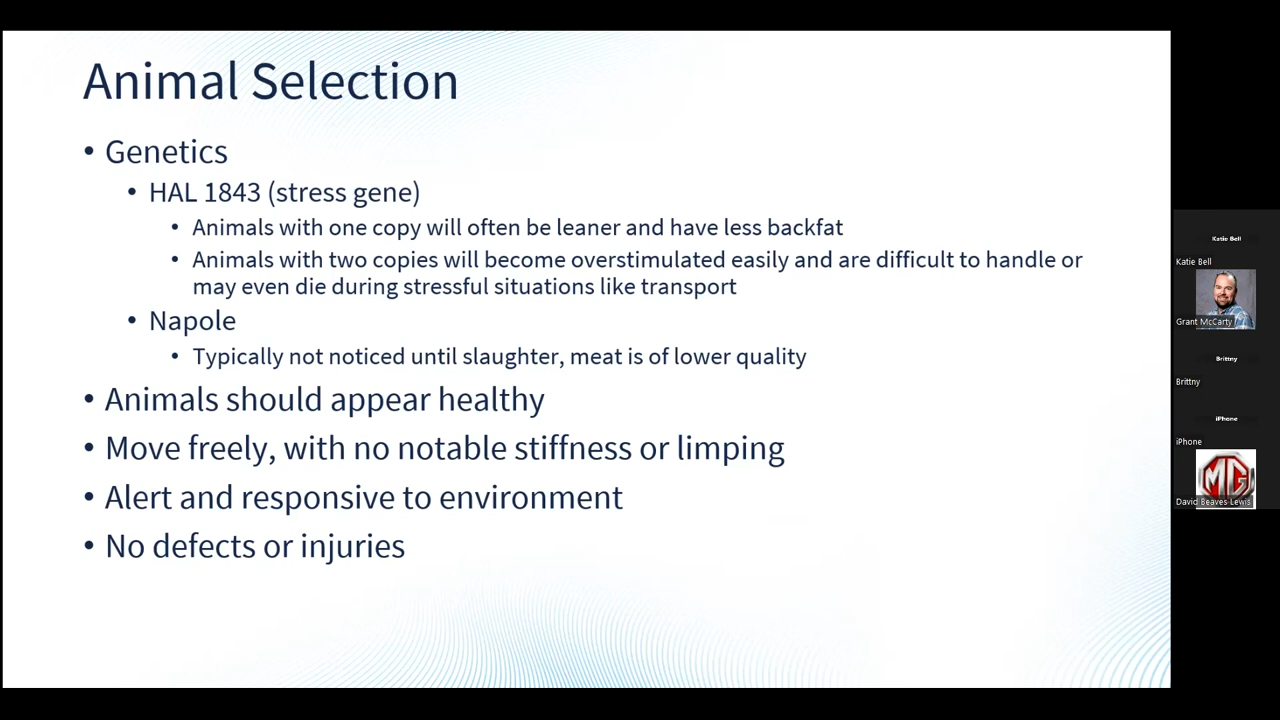 Animal Selection
• Genetics
• HAL 1843 (stress gene)
• Animals with one copy will often be leaner and have less backfat
• Animals with two copies will become overstimulated easily and are difficult to handle or
may even die during stressful situations like transport
• Napole
• Typically not noticed until slaughter, meat is of lower quality
• Animals should appear healthy
• Move freely, with no notable stiffness or limping
• Alert and responsive to environment
• No defects or injuries
Katie Bell
Katie Bell
Grant McCarty
Brittny
Brittny
iPhone
iPhone
MG
David Beaves Lewis